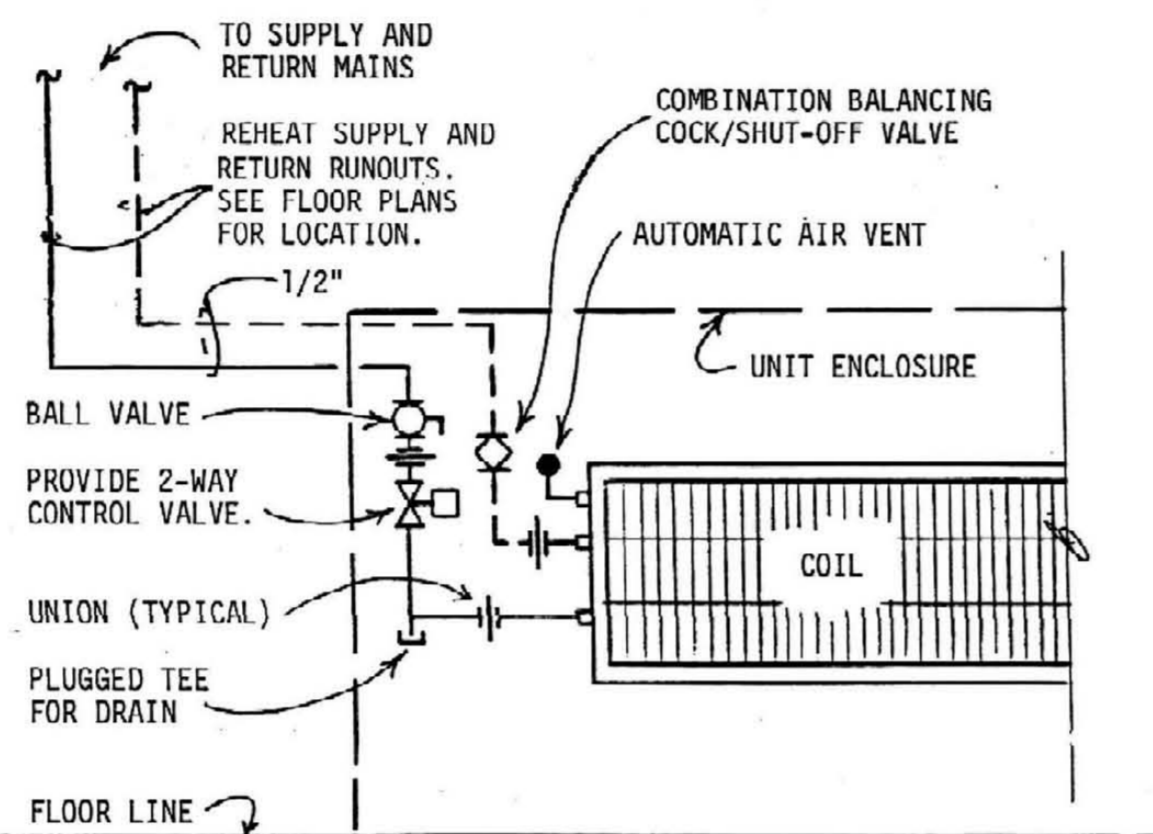 TO SUPPLY AND
RETURN MAINS
COMBINATION BALANCING
COCK/SHUT-OFF VALVE
REHEAT SUPPLY AND
RETURN RUNOUTS.
SEE FLOOR PLANS
FOR LOCATION.
AUTOMATIC AIR VENT
1/2"
UNIT ENCLOSURE
BALL VALVE
PROVIDE 2-WAY
CONTROL VALVE.
COIL
UNION (TYPICAL)
PLUGGED TEE
FOR DRAIN
FLOOR LINE